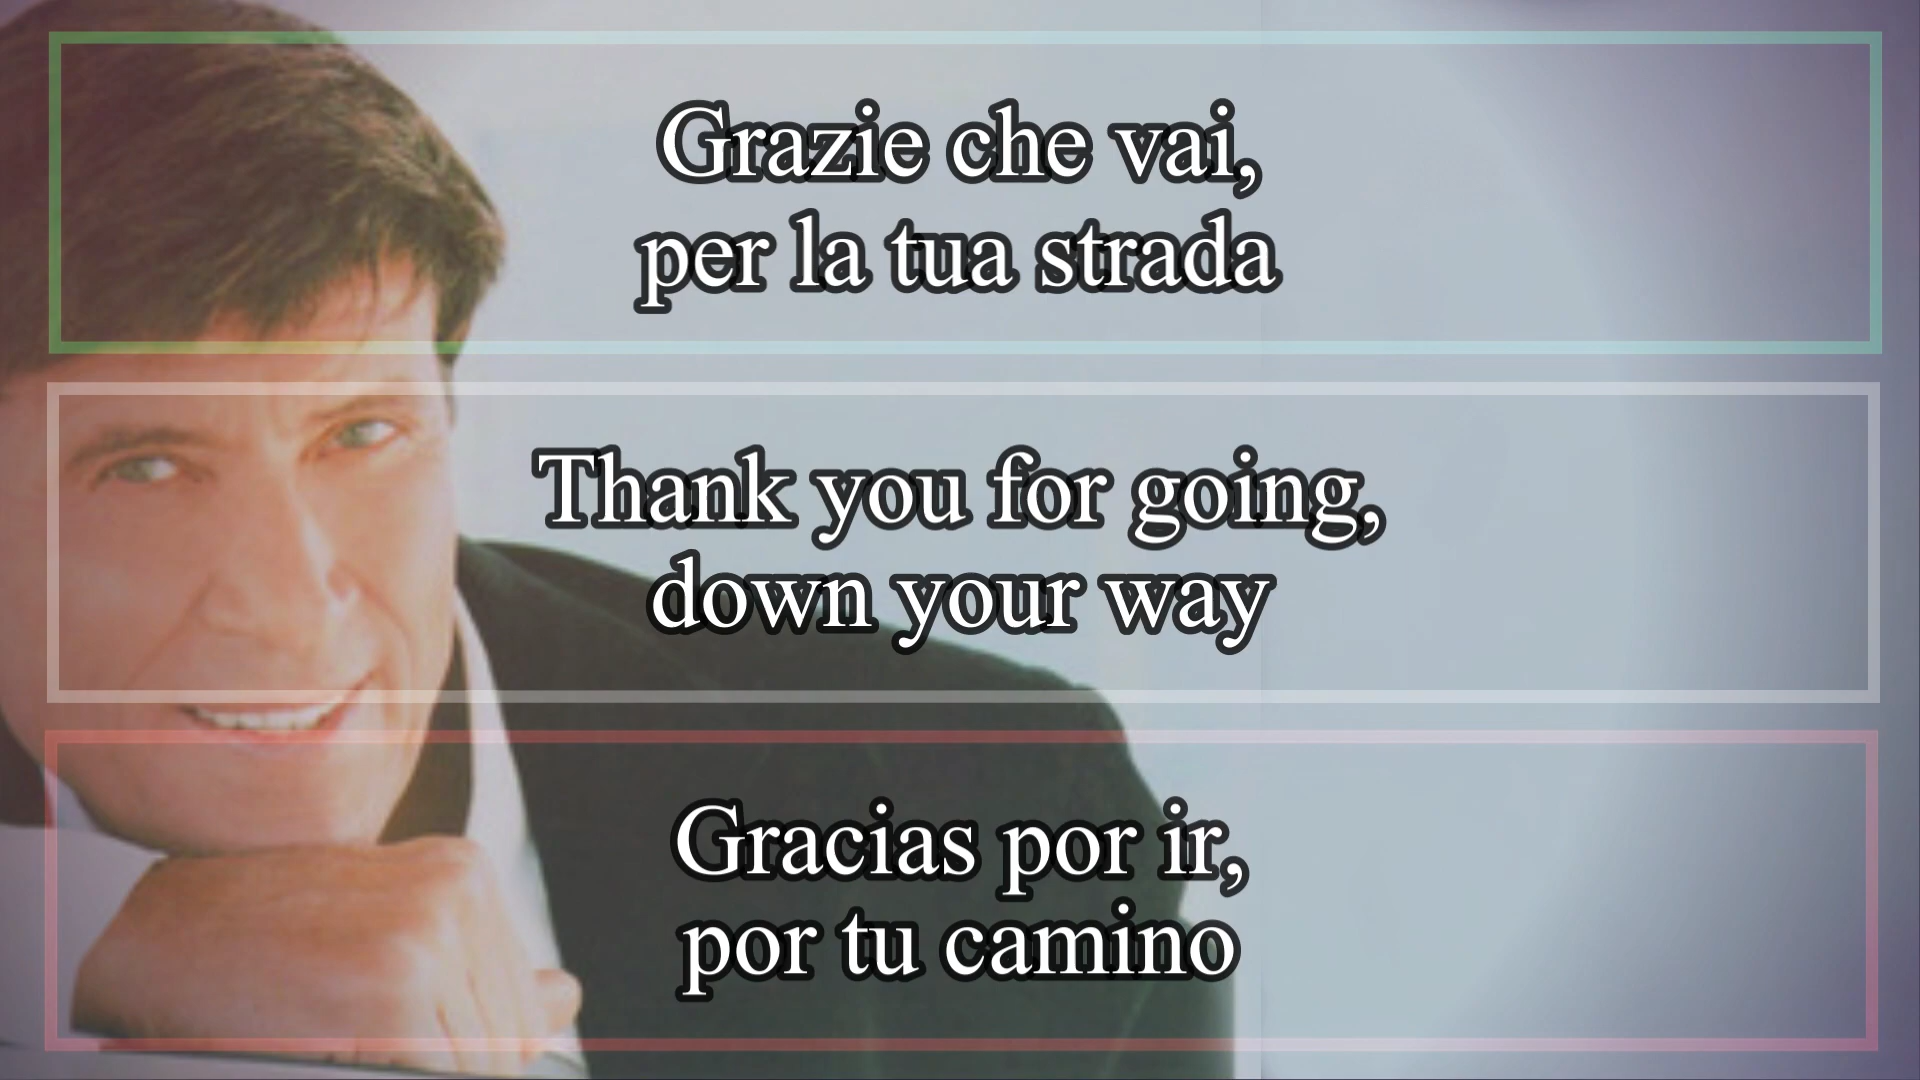 Grazie che vai,
per la tua strada
Thank you for going,
down your way
Gracias por ir,
por tu camino